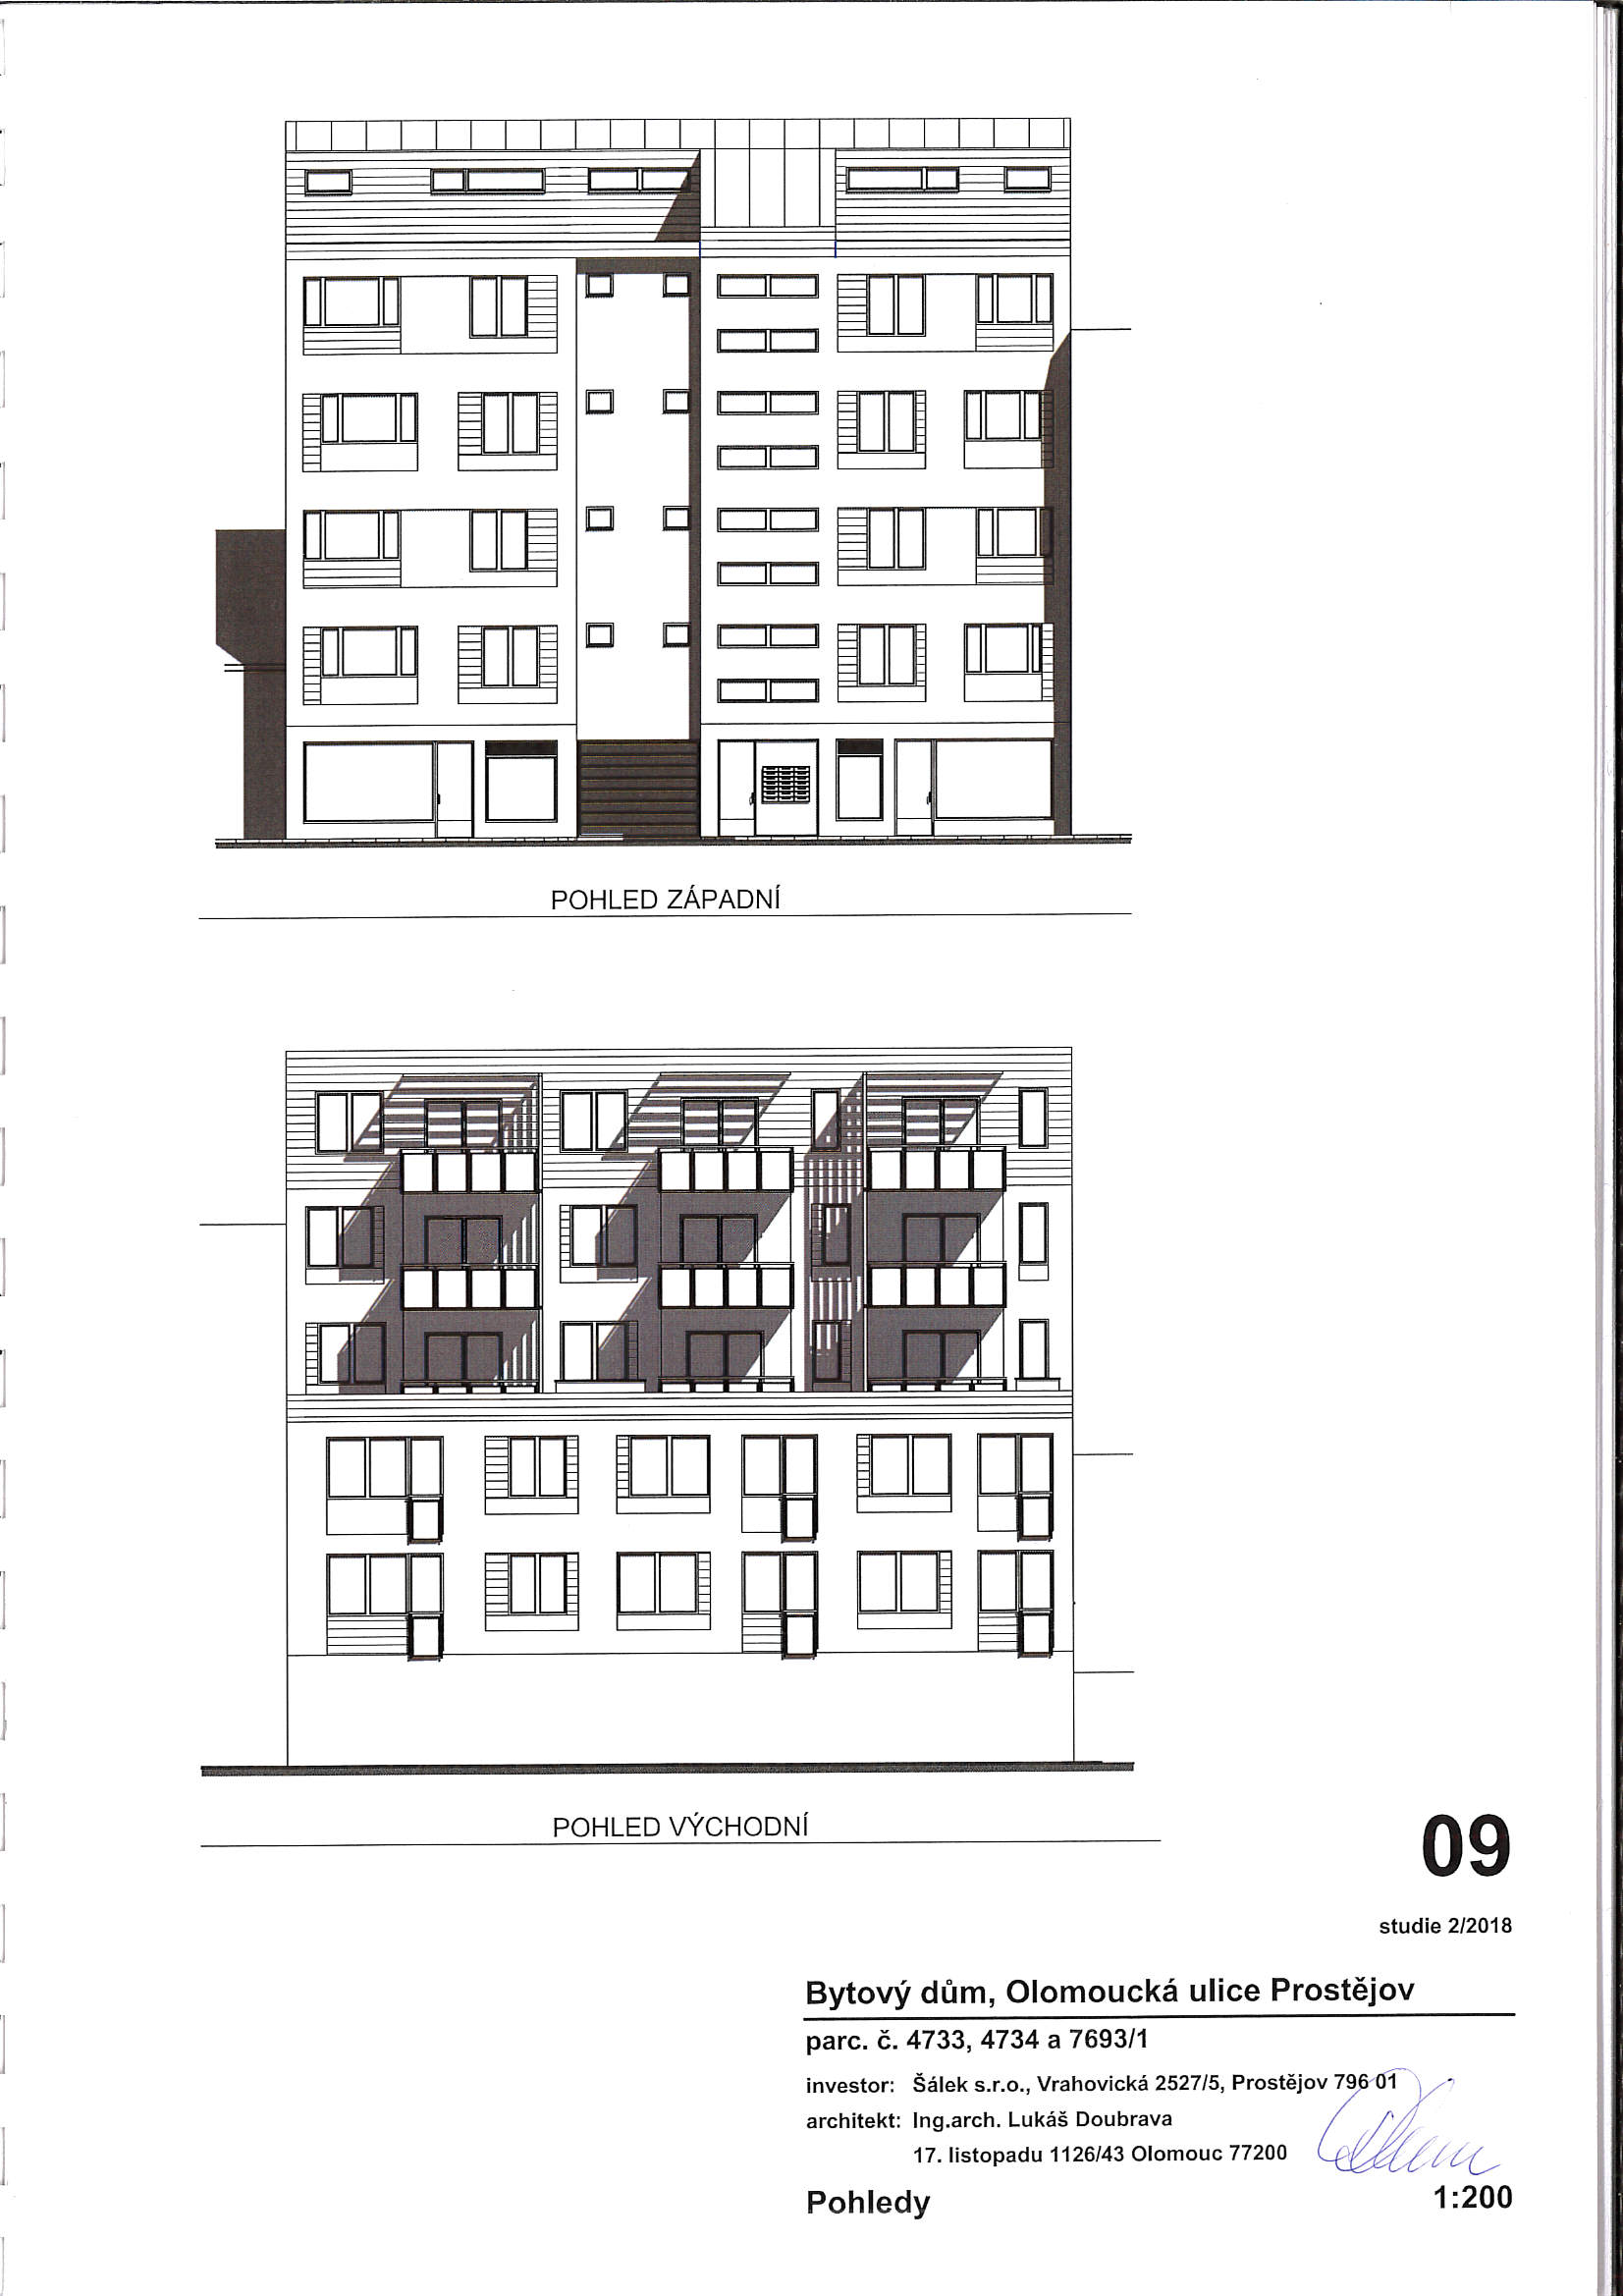 POHLED ZÁPADNÍ
POHLED VÝCHODNÍ
09
studie 2/2018
Bytový dům, Olomoucká ulice Prostějov
parc. č. 4733, 4734 a 7693/1
investor: Šálek s.r.o., Vrahovická 2527/5, Prostějov 796 01
architekt: Ing.arch. Lukáš Doubrava
17. listopadu 1126/43 Olomouc 77200
Pohledy 1:200